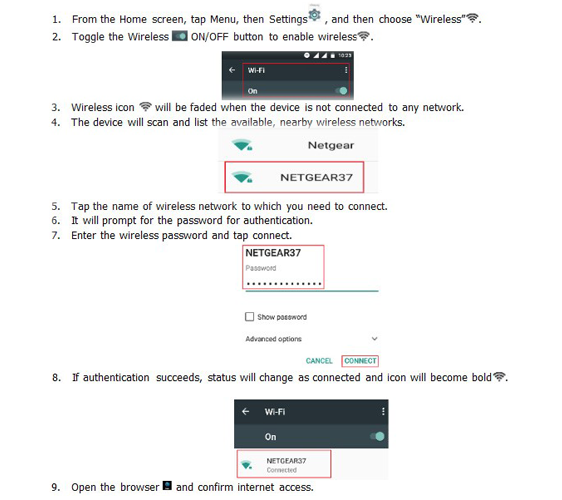 1. From the Home screen, tap Menu, then Settings , and then choose “Wireless” .
2. Toggle the Wireless ON/OFF button to enable wireless .
10:23
Wi-Fi
On
3. Wireless icon will be faded when the device is not connected to any network.
4. The device will scan and list the available, nearby wireless networks.
Netgear
NETGEAR37
5. Tap the name of wireless network to which you need to connect.
6. It will prompt for the password for authentication.
7. Enter the wireless password and tap connect.
NETGEAR37
Password
••••••••••••••
Show password
Advanced options
CANCEL CONNECT
8. If authentication succeeds, status will change as connected and icon will become bold .
Wi-Fi
On
NETGEAR37
Connected
9. Open the browser and confirm internet access.